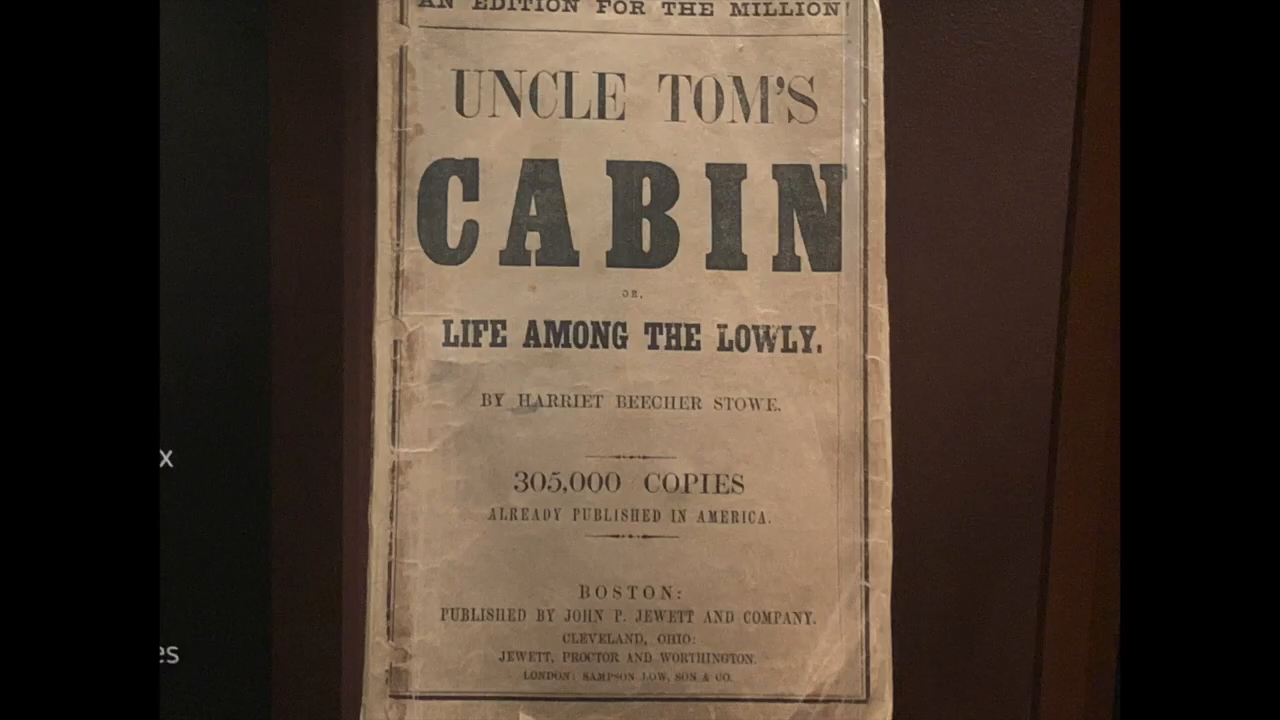 AN EDITION FOR THE MILLION!
UNCLE TOM'S
CABIN
OR,
LIFE AMONG THE LOWLY.
BY HARRIET BEECHER STOWE.
305,000 COPIES
ALREADY PUBLISHED IN AMERICA.
BOSTON:
PUBLISHED BY JOHN P. JEWETT AND COMPANY.
CLEVELAND, OHIO:
JEWETT, PROCTOR AND WORTHINGTON.
LONDON: SAMPSON LOW, SON & CO.
x
es